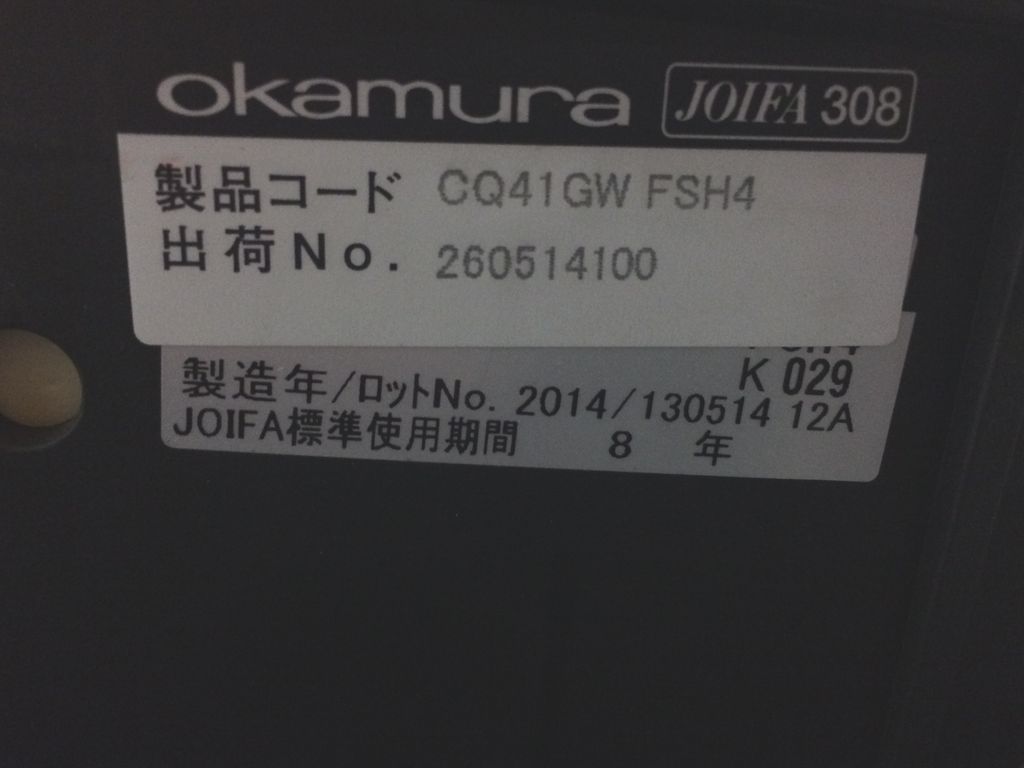 okamura JOIFA 308
製品コード CQ41GW FSH4
出荷No. 260514100
K 029
製造年/ロットNo. 2014/130514 12A
JOIFA標準使用期間 8 年